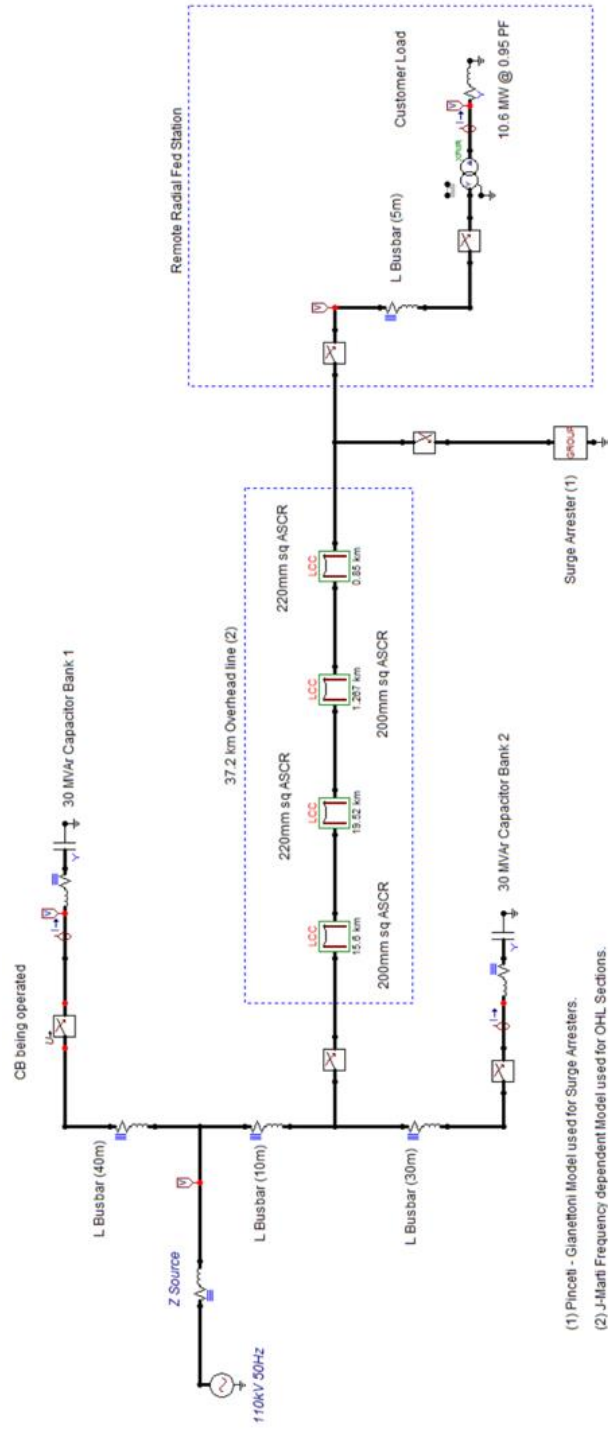 CB being operated
30 MVAr Capacitor Bank 1
L Busbar (40m)
Z Source
110kV 50Hz
L Busbar (10m)
L Busbar (30m)
30 MVAr Capacitor Bank 2
37.2 km Overhead line (2)
LCC
15.6 km
200mm sq ASCR
220mm sq ASCR
LCC
19.52 km
LCC
1.267 km
200mm sq ASCR
220mm sq ASCR
LCC
0.85 km
GROUP
Surge Arrester (1)
Remote Radial Fed Station
L Busbar (5m)
Customer Load
10.6 MW @ 0.95 PF
V
V
V
V
I
I
I
Y
Y
Y
(1) Pinceti - Gianettoni Model used for Surge Arresters.
(2) J-Marti Frequency dependent Model used for OHL Sections.